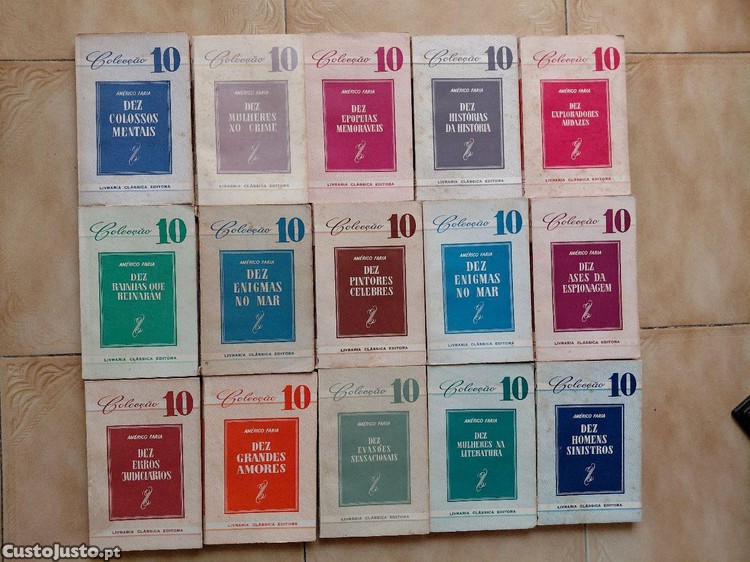 Colecção 10
AMÉRICO FARIA
DEZ
COLOSSOS
MENTAIS
LIVRARIA CLÁSSICA EDITORA
Colecção 10
AMÉRICO FARIA
DEZ
MULHERES
NO CRIME
LIVRARIA CLÁSSICA EDITORA
Colecção 10
AMÉRICO FARIA
DEZ
EPOPEIAS
MEMORÁVEIS
LIVRARIA CLÁSSICA EDITORA
Colecção 10
AMÉRICO FARIA
DEZ
HISTÓRIAS
DA HISTÓRIA
LIVRARIA CLÁSSICA EDITORA
Colecção 10
AMÉRICO FARIA
DEZ
EXPLORADORES
AUDAZES
LIVRARIA CLÁSSICA EDITORA
Colecção 10
AMÉRICO FARIA
DEZ
RAINHAS QUE
REINARAM
LIVRARIA CLÁSSICA EDITORA
Colecção 10
AMÉRICO FARIA
DEZ
ENIGMAS
NO MAR
LIVRARIA CLÁSSICA EDITORA
Colecção 10
AMÉRICO FARIA
DEZ
PINTORES
CÉLEBRES
LIVRARIA CLÁSSICA EDITORA
Colecção 10
AMÉRICO FARIA
DEZ
ENIGMAS
NO MAR
LIVRARIA CLÁSSICA EDITORA
Colecção 10
AMÉRICO FARIA
DEZ
ASES DA
ESPIONAGEM
LIVRARIA CLÁSSICA EDITORA
Colecção 10
AMÉRICO FARIA
DEZ
ERROS
JUDICIÁRIOS
LIVRARIA CLÁSSICA EDITORA
Colecção 10
AMÉRICO FARIA
DEZ
GRANDES
AMORES
LIVRARIA CLÁSSICA EDITORA
Colecção 10
AMÉRICO FARIA
DEZ
EVASÕES
SENSACIONAIS
LIVRARIA CLÁSSICA EDITORA
Colecção 10
AMÉRICO FARIA
DEZ
MULHERES NA
LITERATURA
LIVRARIA CLÁSSICA EDITORA
Colecção 10
AMÉRICO FARIA
DEZ
HOMENS
SINISTROS
LIVRARIA CLÁSSICA EDITORA
CustoJusto.pt